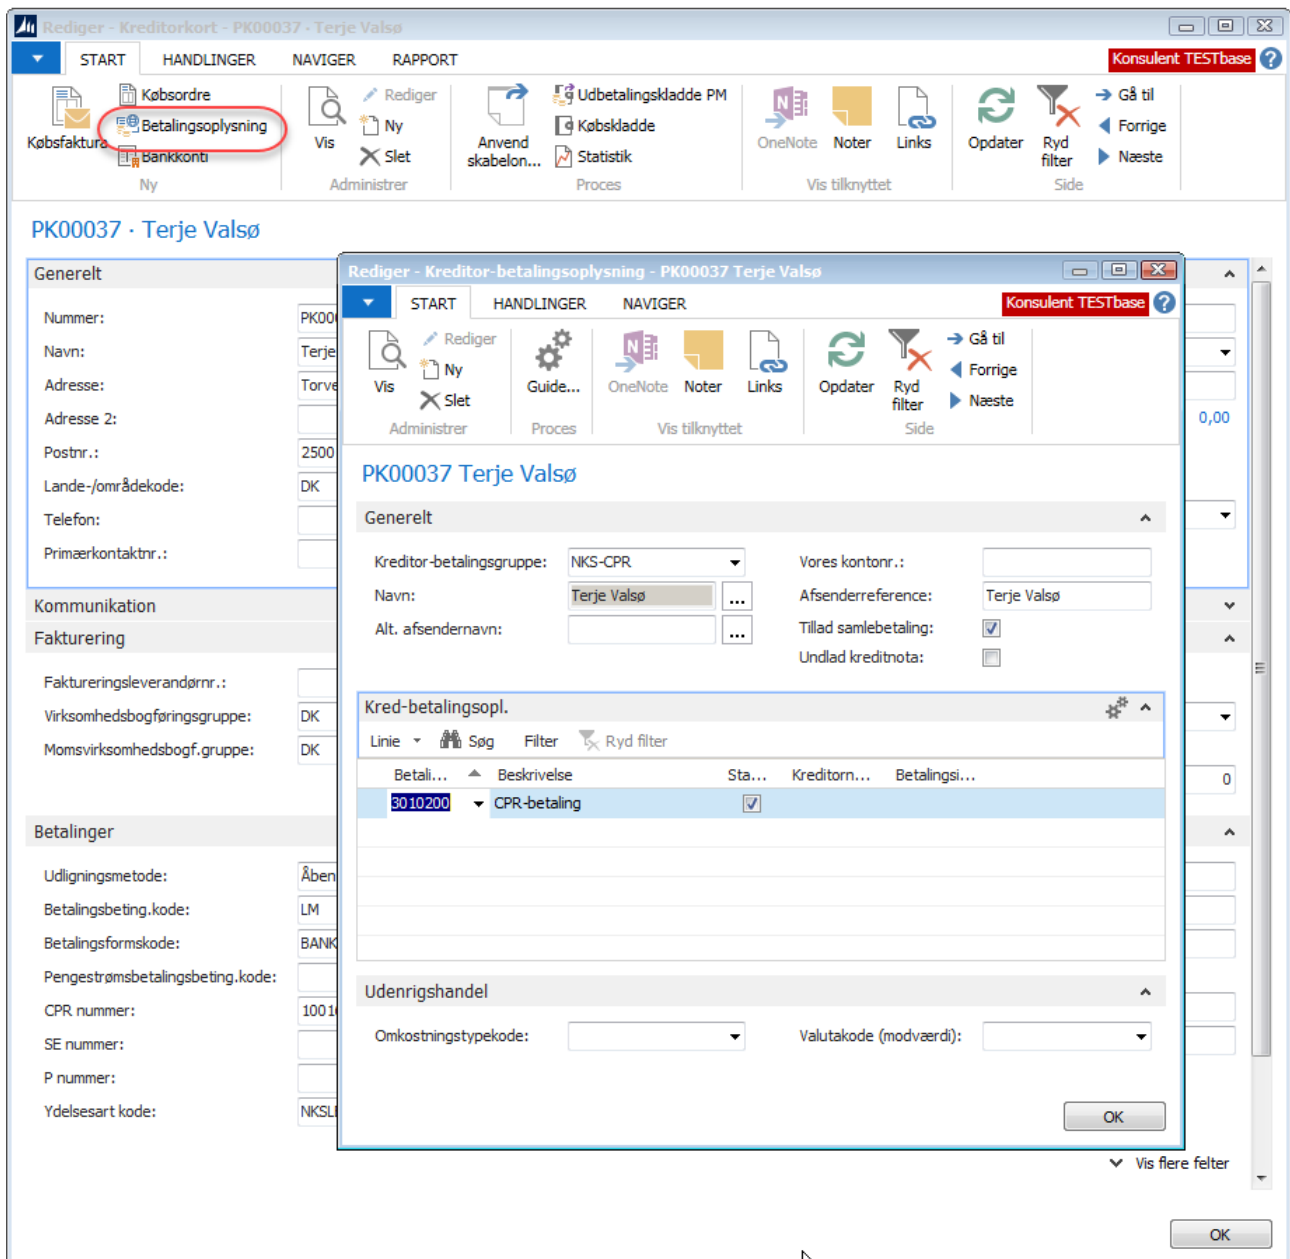 Rediger - Kreditorkort - PK00037 · Terje Valsø
START HANDLINGER NAVIGER RAPPORT Konsulent TESTbase ?
Købsfaktura
Købsordre
Betalingsoplysning
Bankkonti
Ny
Vis
Rediger
Ny
Slet
Administrer
Anvend
skabelon...
Udbetalingskladde PM
Købskladde
Statistik
Proces
OneNote
Noter
Links
Vis tilknyttet
Opdater
Ryd
filter
Gå til
Forrige
Næste
Side
PK00037 · Terje Valsø
Generelt
Nummer: PK00
Navn: Terje
Adresse: Torve
Adresse 2:
0,00
Postnr.: 2500
Lande-/områdekode: DK
Telefon:
Primærkontaktnr.:
Kommunikation
Fakturering
Faktureringsleverandørnr.:
Virksomhedsbogføringsgruppe: DK
Momsvirksomhedsbogf.gruppe: DK
0
Betalinger
Udligningsmetode: Åben
Betalingsbeting.kode: LM
Betalingsformskode: BANK
Pengestrømsbetalingsbeting.kode:
CPR nummer: 1001
SE nummer:
P nummer:
Ydelsesart kode: NKSL
Vis flere felter
OK
Rediger - Kreditor-betalingsoplysning - PK00037 Terje Valsø
START HANDLINGER NAVIGER Konsulent TESTbase ?
Vis
Rediger
Ny
Slet
Administrer
Guide...
Proces
OneNote
Noter
Links
Vis tilknyttet
Opdater
Ryd
filter
Gå til
Forrige
Næste
Side
PK00037 Terje Valsø
Generelt
Kreditor-betalingsgruppe: NKS-CPR Vores kontonr.:
Navn: Terje Valsø ... Afsenderreference: Terje Valsø
Alt. afsendernavn: ... Tillad samlebetaling:
Undlad kreditnota:
Kred-betalingsopl.
Linie Søg Filter Ryd filter
Betali... Beskrivelse Sta... Kreditorn... Betalingsi...
3010200 CPR-betaling
Udenrigshandel
Omkostningstypekode: Valutakode (modværdi):
OK